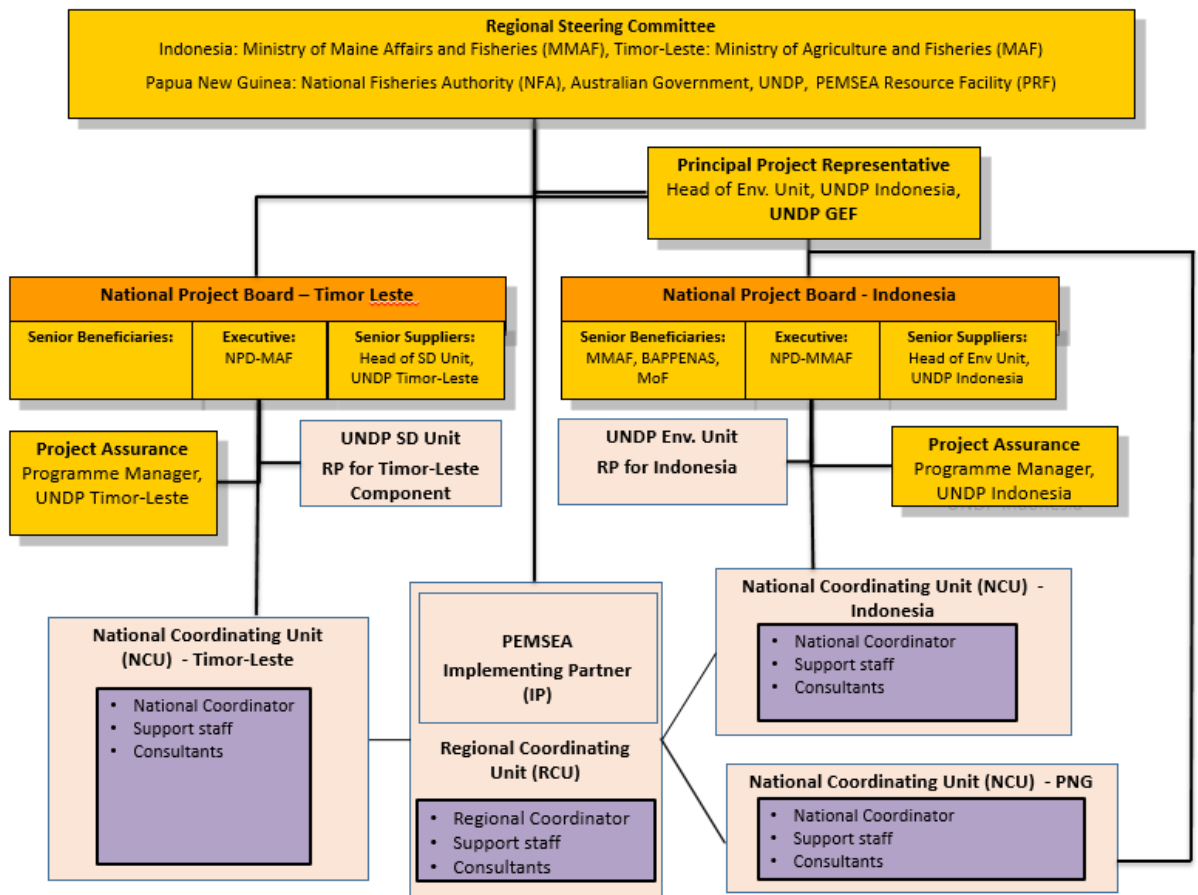 Regional Steering Committee
Indonesia: Ministry of Maine Affairs and Fisheries (MMAF), Timor-Leste: Ministry of Agriculture and Fisheries (MAF)
Papua New Guinea: National Fisheries Authority (NFA), Australian Government, UNDP, PEMSEA Resource Facility (PRF)
Principal Project Representative
Head of Env. Unit, UNDP Indonesia,
UNDP GEF
National Project Board – Timor Leste
Senior Beneficiaries:
Executive:
NPD-MAF
Senior Suppliers:
Head of SD Unit,
UNDP Timor-Leste
National Project Board - Indonesia
Senior Beneficiaries:
MMAF, BAPPENAS,
MoF
Executive:
NPD-MMAF
Senior Suppliers:
Head of Env Unit,
UNDP Indonesia
Project Assurance
Programme Manager,
UNDP Timor-Leste
UNDP SD Unit
RP for Timor-Leste
Component
UNDP Env. Unit
RP for Indonesia
Project Assurance
Programme Manager,
UNDP Indonesia
National Coordinating Unit
(NCU) - Timor-Leste
• National Coordinator
• Support staff
• Consultants
PEMSEA
Implementing Partner
(IP)
Regional Coordinating
Unit (RCU)
• Regional Coordinator
• Support staff
• Consultants
National Coordinating Unit (NCU) -
Indonesia
• National Coordinator
• Support staff
• Consultants
National Coordinating Unit (NCU) - PNG
• National Coordinator
• Support staff
• Consultants